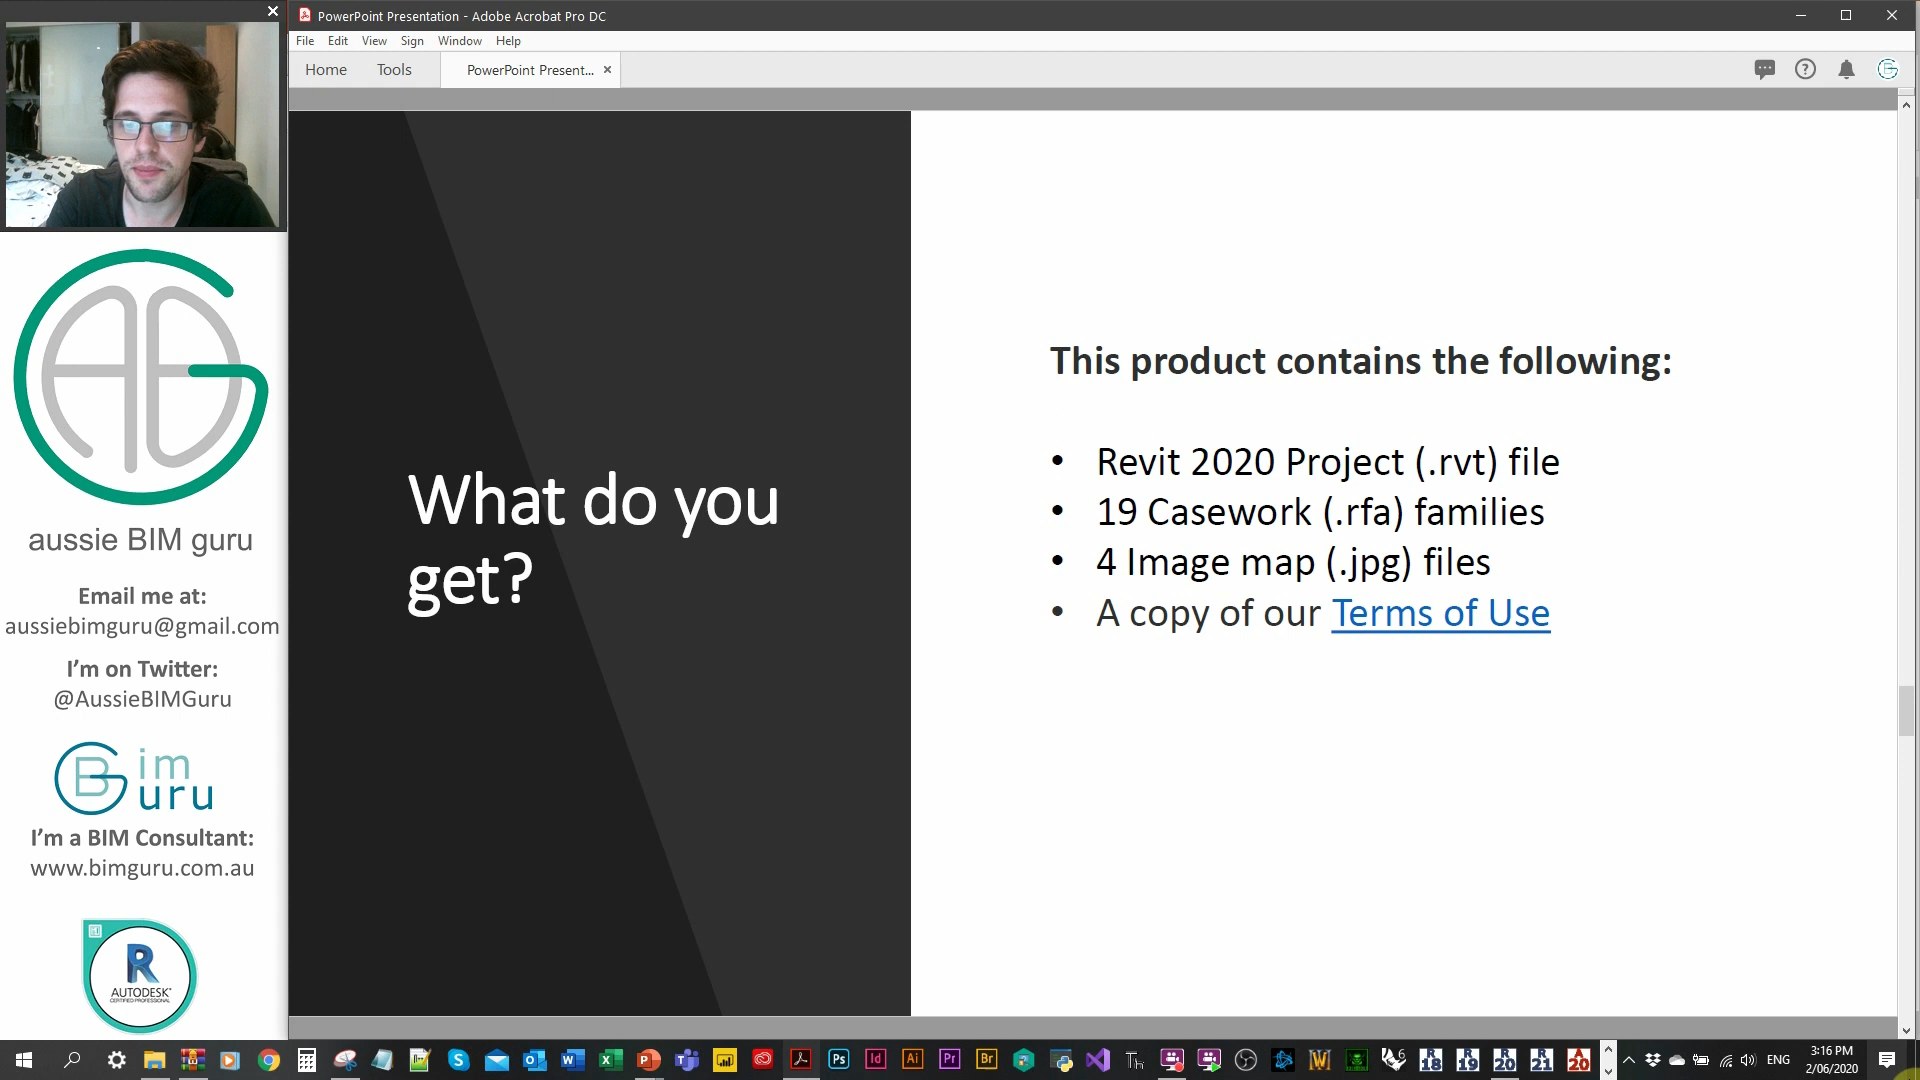 PowerPoint Presentation - Adobe Acrobat Pro DC
File Edit View Sign Window Help
Home Tools PowerPoint Present... ×
aussie BIM guru
Email me at:
aussiebimguru@gmail.com
I'm on Twitter:
@AussieBIMGuru
BG im
uru
I'm a BIM Consultant:
www.bimguru.com.au
R
AUTODESK
CERTIFIED PROFESSIONAL
What do you
get?
This product contains the following:
• Revit 2020 Project (.rvt) file
• 19 Casework (.rfa) families
• 4 Image map (.jpg) files
• A copy of our Terms of Use
ENG
3:16 PM
2/06/2020